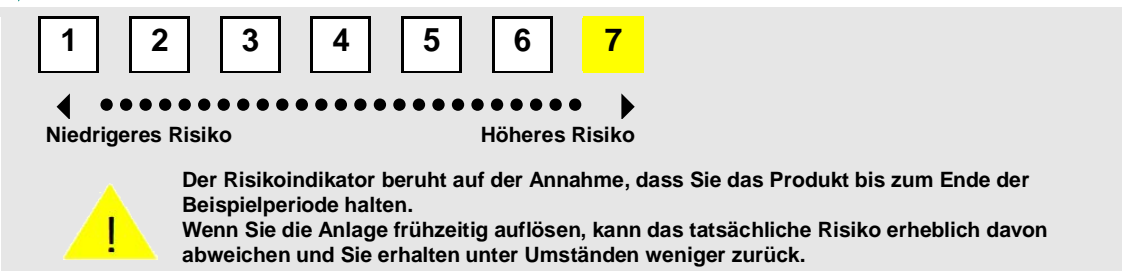 1 2 3 4 5 6 7
Niedrigeres Risiko Höheres Risiko
Der Risikoindikator beruht auf der Annahme, dass Sie das Produkt bis zum Ende der
Beispielperiode halten.
Wenn Sie die Anlage frühzeitig auflösen, kann das tatsächliche Risiko erheblich davon
abweichen und Sie erhalten unter Umständen weniger zurück.
!